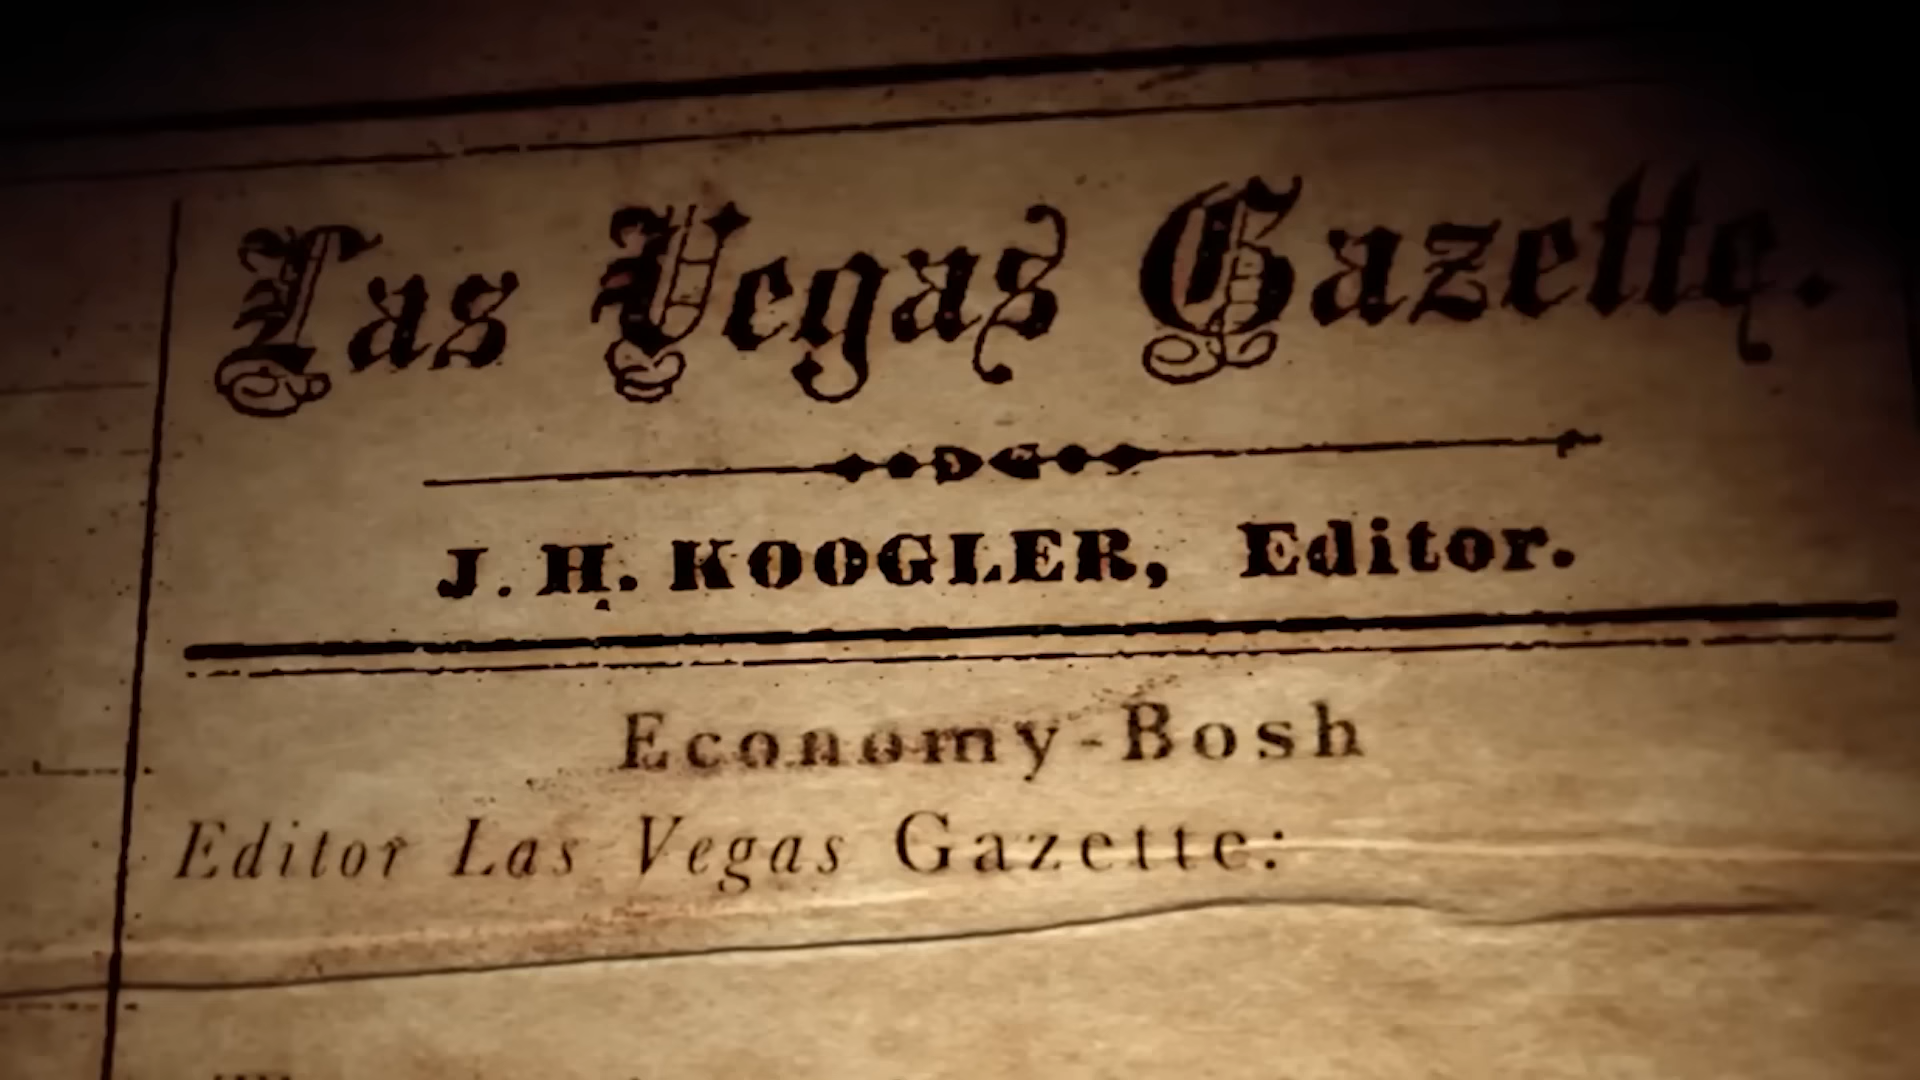 Las Vegas Gazette.
J. H. KOOGLER, Editor.
Economy-Bosh
Editor Las Vegas Gazette: